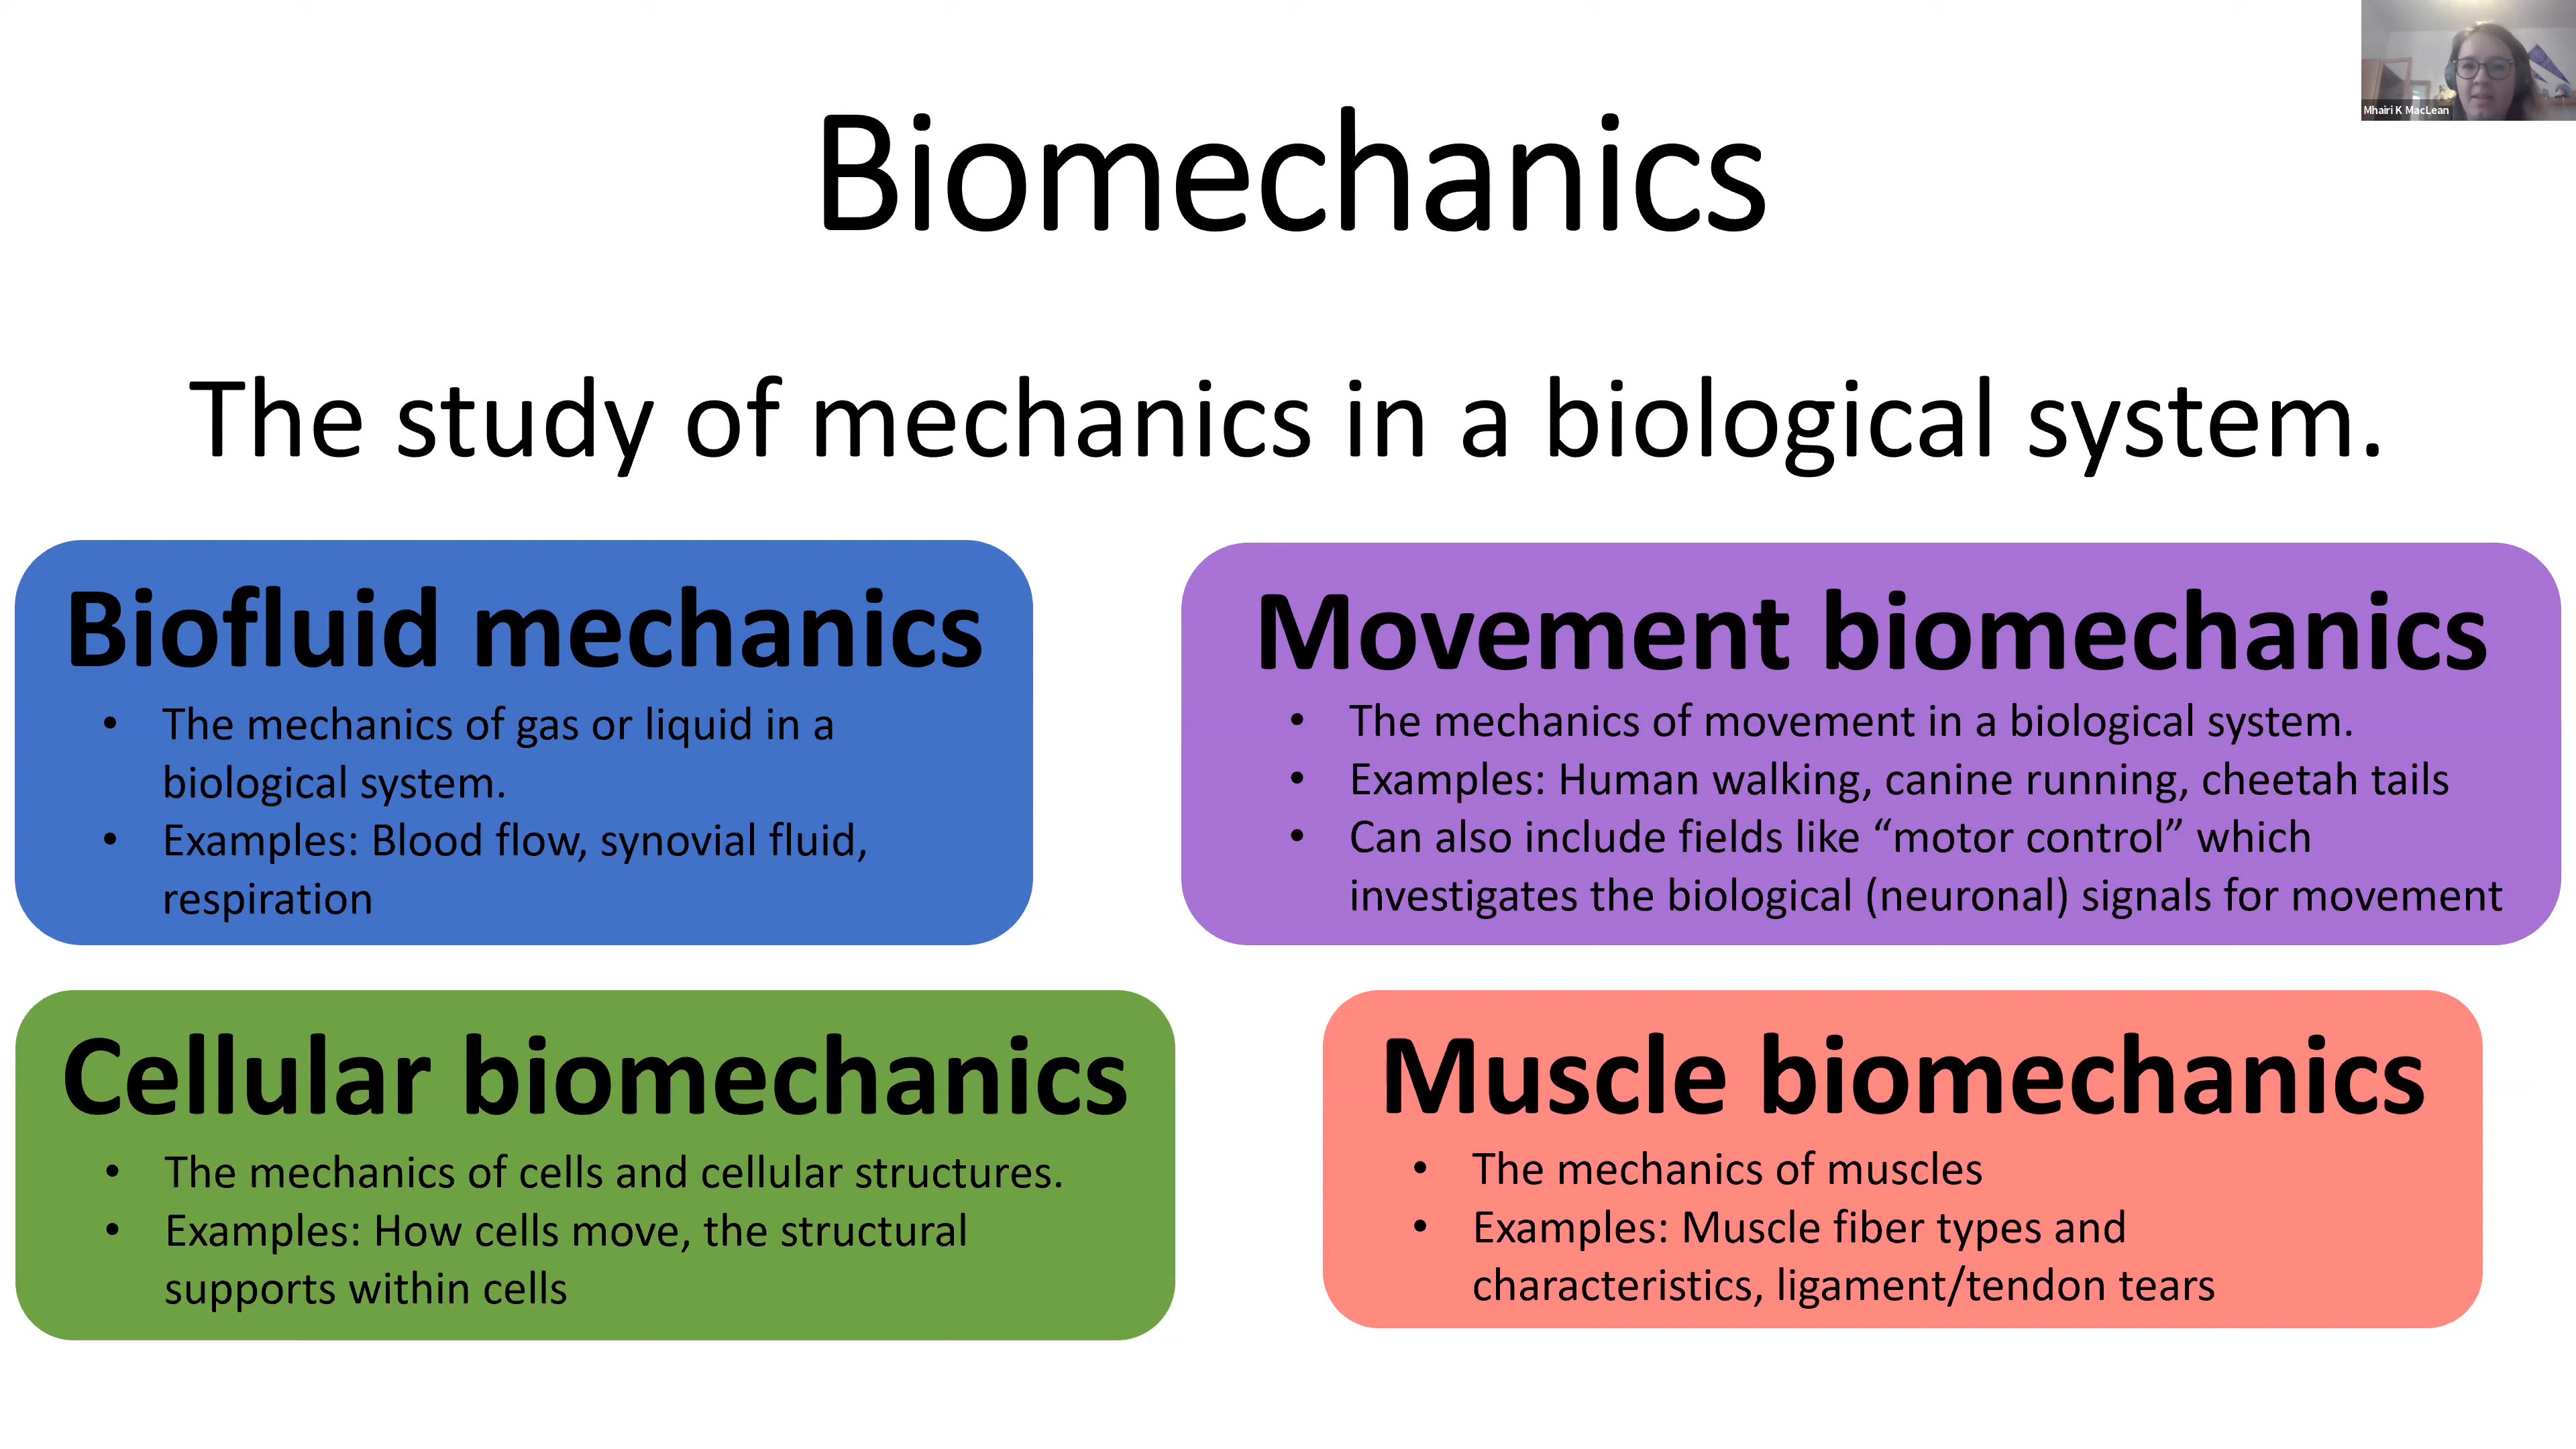 Mhairi K MacLean
Biomechanics
The study of mechanics in a biological system.
Biofluid mechanics
• The mechanics of gas or liquid in a
biological system.
• Examples: Blood flow, synovial fluid,
respiration
Movement biomechanics
• The mechanics of movement in a biological system.
• Examples: Human walking, canine running, cheetah tails
• Can also include fields like “motor control” which
investigates the biological (neuronal) signals for movement
Cellular biomechanics
• The mechanics of cells and cellular structures.
• Examples: How cells move, the structural
supports within cells
Muscle biomechanics
• The mechanics of muscles
• Examples: Muscle fiber types and
characteristics, ligament/tendon tears